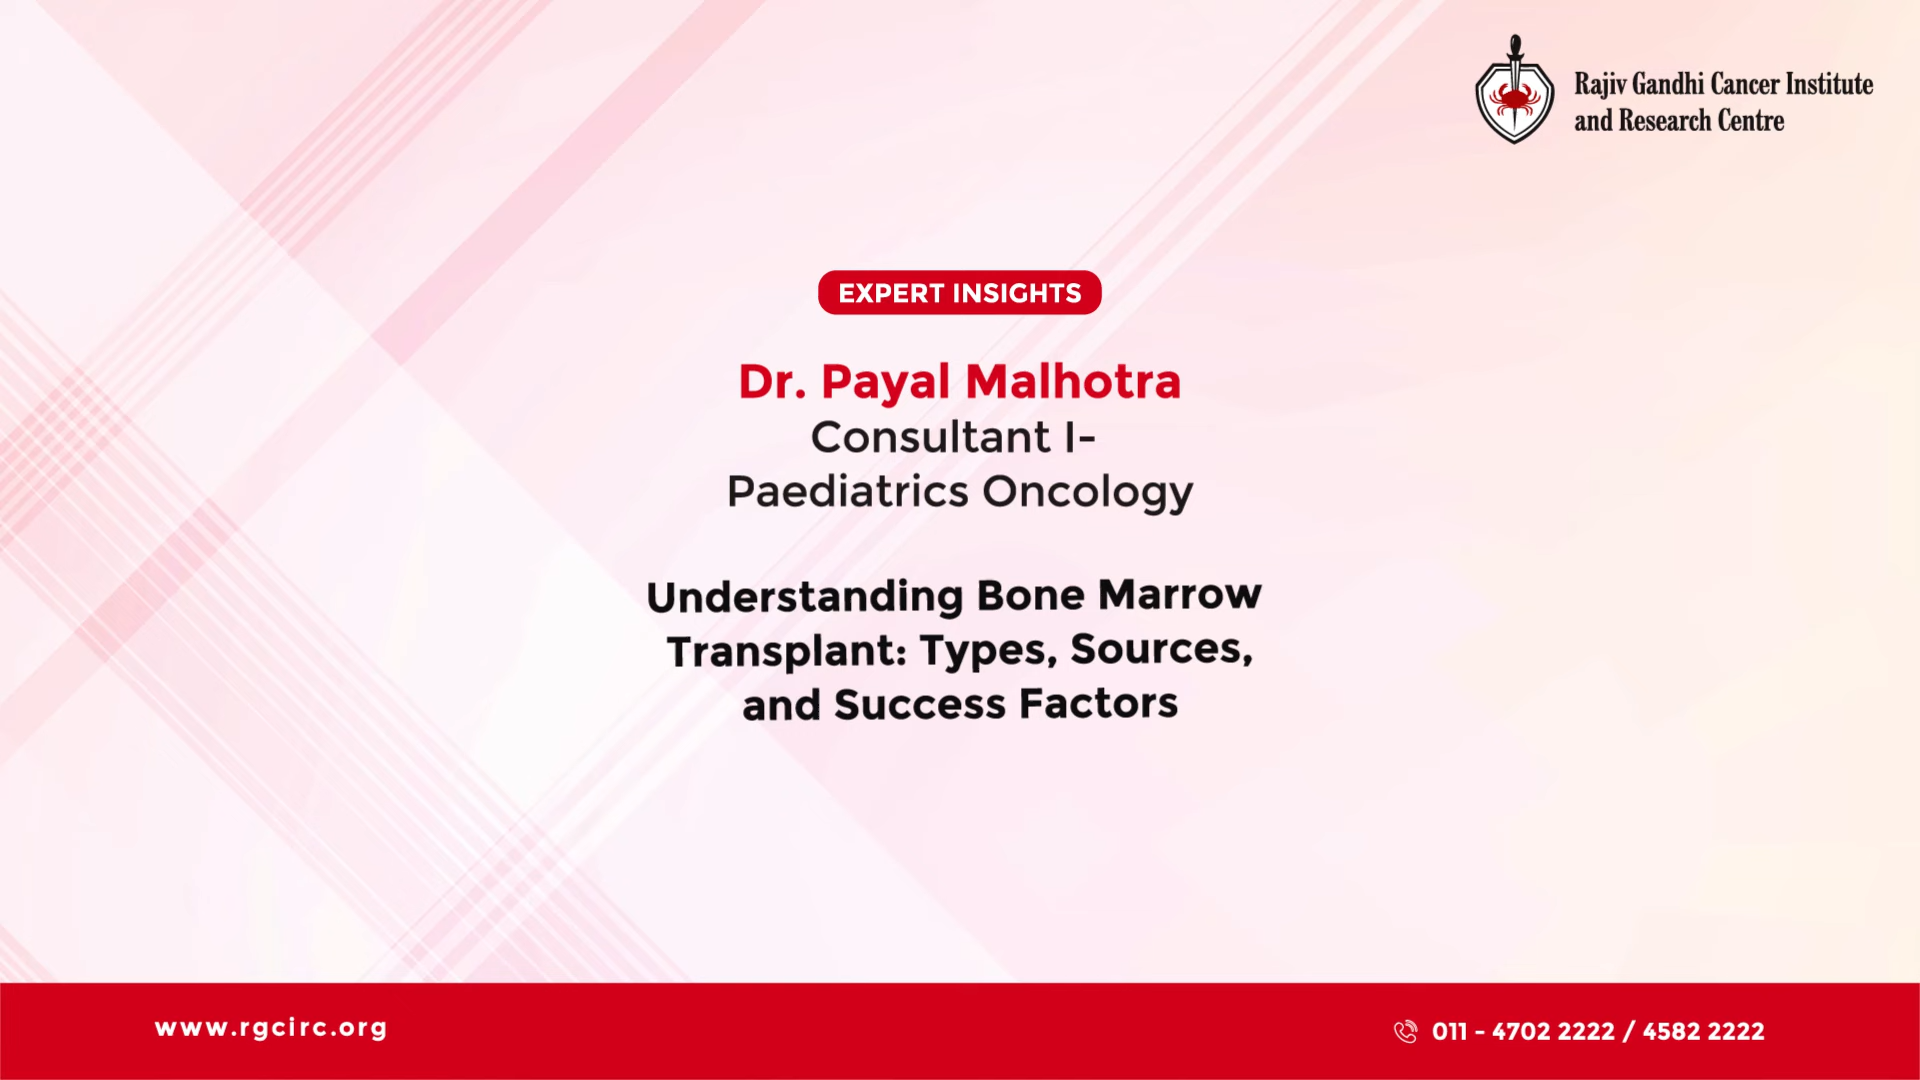 Rajiv Gandhi Cancer Institute
and Research Centre
EXPERT INSIGHTS
Dr. Payal Malhotra
Consultant I-
Paediatrics Oncology
Understanding Bone Marrow
Transplant: Types, Sources,
and Success Factors
www.rgcirc.org
011 - 4702 2222 / 4582 2222